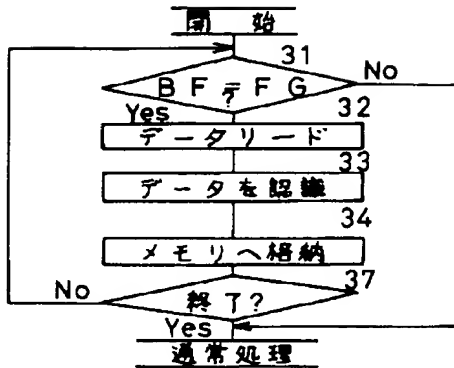 開始
31
BF=FG
?
No
Yes
32
データリード
33
データを認識
34
メモリへ格納
37
No
終了?
Yes
通常処理